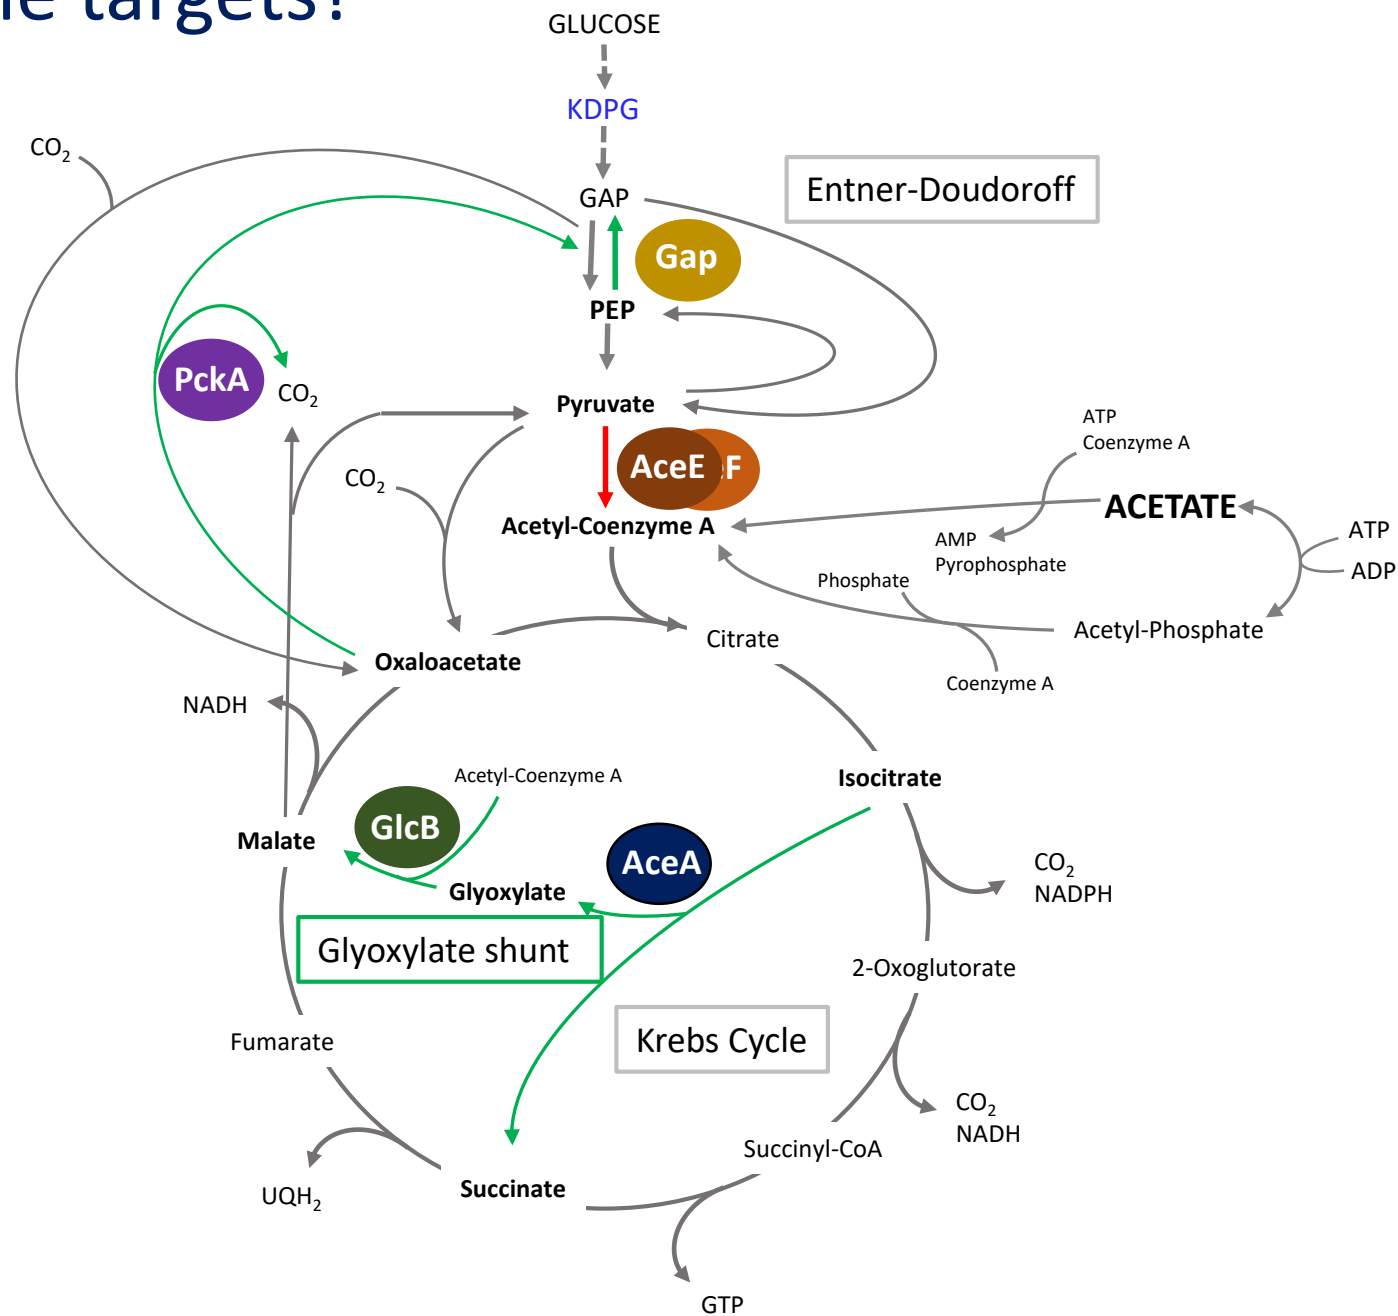 targets?
GLUCOSE
KDPG
CO2
GAP
Entner-Doudoroff
Gap
PEP
PckA
CO2
Pyruvate
ATP
Coenzyme A
CO2
AceE F
ACETATE
Acetyl-Coenzyme A
AMP
Pyrophosphate
ATP
ADP
Phosphate
Acetyl-Phosphate
Citrate
Oxaloacetate
Coenzyme A
NADH
Acetyl-Coenzyme A
Isocitrate
GlcB
Malate
AceA
CO2
NADPH
Glyoxylate
Glyoxylate shunt
2-Oxoglutorate
Krebs Cycle
Fumarate
CO2
NADH
Succinyl-CoA
Succinate
UQH2
GTP